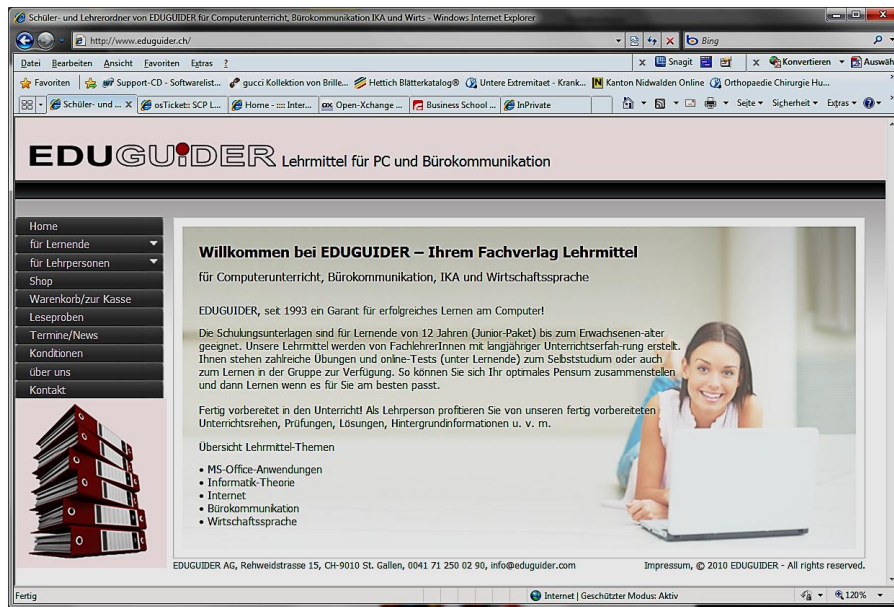 Schüler- und Lehrerordner von EDUGUIDER für Computerunterricht, Bürokommunikation IKA und Wirts - Windows Internet Explorer
http://www.eduguider.ch/
Bing
Datei Bearbeiten Ansicht Favoriten Extras ?
x Snagit
x Konvertieren Auswäh
Favoriten Support-CD - Softwarelist... gucci Kollektion von Brille... Hettich Blätterkatalog® Untere Extremitaet - Krank... Kanton Nidwalden Online Orthopaedie Chirurgie Hu...
Schüler- und ... X osTicket:: SCP L... Home - :::: Inter... Open-Xchange ... Business School ... InPrivate
Seite Sicherheit Extras
EDUGUIDER Lehrmittel für PC und Bürokommunikation
Home
für Lernende
für Lehrpersonen
Shop
Warenkorb/zur Kasse
Leseproben
Termine/News
Konditionen
über uns
Kontakt
Willkommen bei EDUGUIDER – Ihrem Fachverlag Lehrmittel
für Computerunterricht, Bürokommunikation, IKA und Wirtschaftssprache
EDUGUIDER, seit 1993 ein Garant für erfolgreiches Lernen am Computer!
Die Schulungsunterlagen sind für Lernende von 12 Jahren (Junior-Paket) bis zum Erwachsenen-alter
geeignet. Unsere Lehrmittel werden von FachlehrerInnen mit langjähriger Unterrichtserfah-rung erstellt.
Ihnen stehen zahlreiche Übungen und online-Tests (unter Lernende) zum Selbststudium oder auch
zum Lernen in der Gruppe zur Verfügung. So können Sie sich Ihr optimales Pensum zusammenstellen
und dann Lernen wenn es für Sie am besten passt.
Fertig vorbereitet in den Unterricht! Als Lehrperson profitieren Sie von unseren fertig vorbereiteten
Unterrichtsreihen, Prüfungen, Lösungen, Hintergrundinformationen u. v. m.
Übersicht Lehrmittel-Themen
• MS-Office-Anwendungen
• Informatik-Theorie
• Internet
• Bürokommunikation
• Wirtschaftssprache
EDUGUIDER AG, Rehweidstrasse 15, CH-9010 St. Gallen, 0041 71 250 02 90, info@eduguider.com
Impressum, © 2010 EDUGUIDER - All rights reserved.
Fertig
Internet | Geschützter Modus: Aktiv
120%